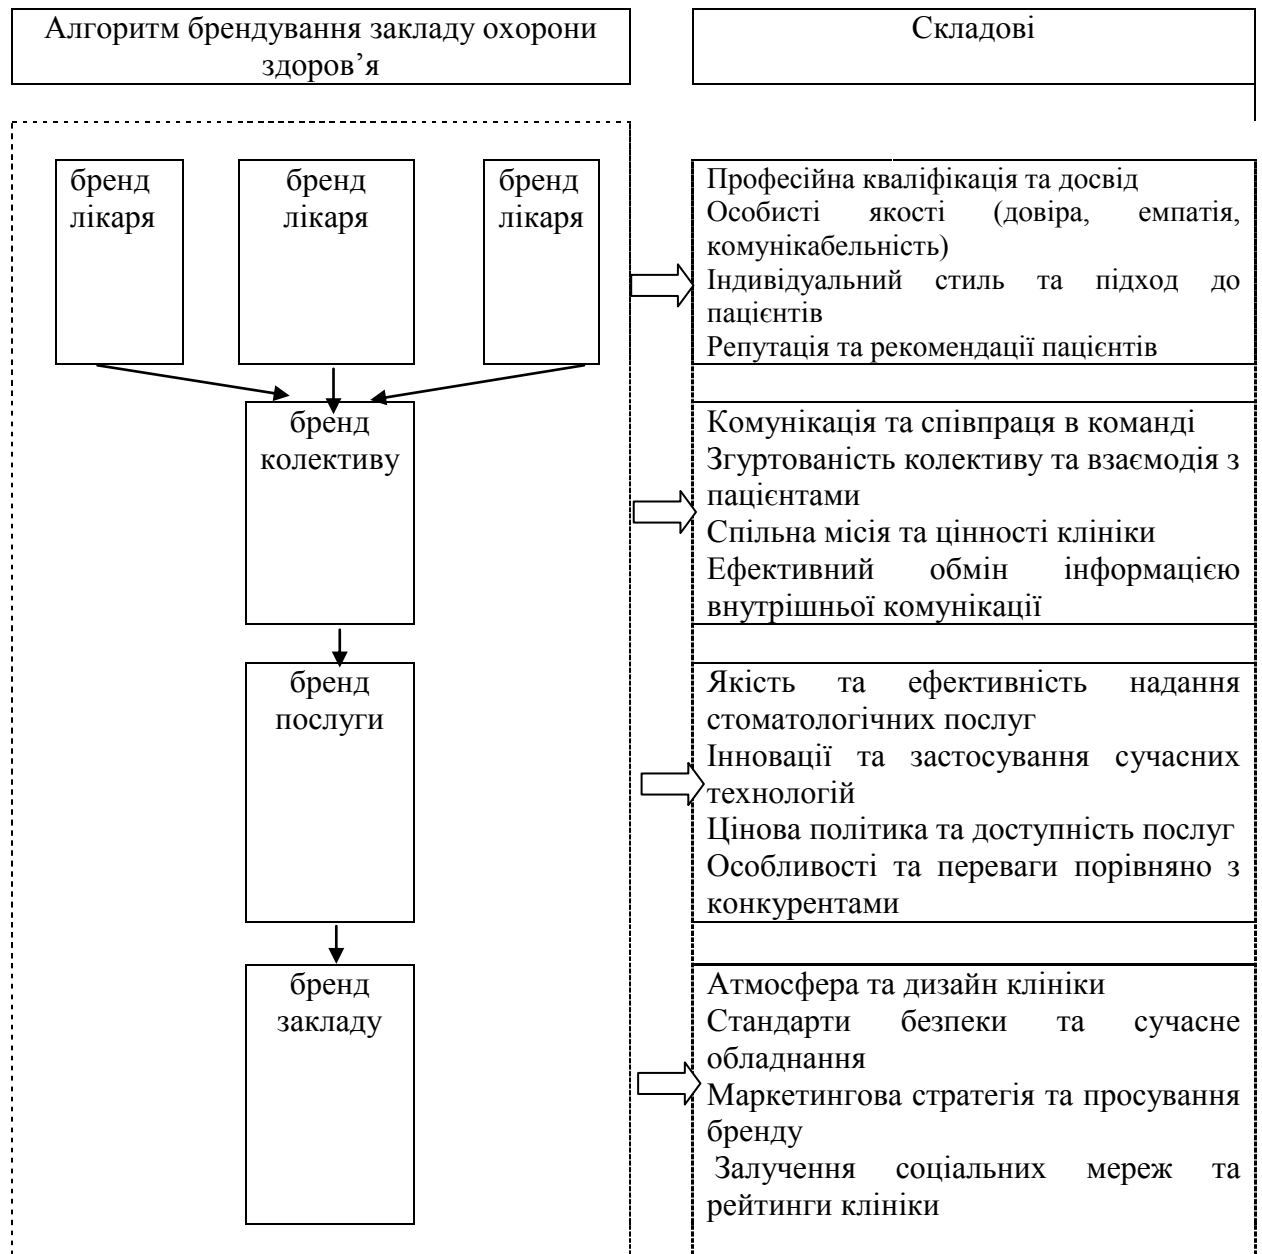 Алгоритм брендування закладу охорони
здоров’я
Складові
бренд
лікаря
бренд
лікаря
бренд
лікаря
Професійна кваліфікація та досвід
Особисті якості (довіра, емпатія,
комунікабельність)
Індивідуальний стиль та підход до
пацієнтів
Репутація та рекомендації пацієнтів
бренд
колективу
Комунікація та співпраця в команді
Згуртованість колективу та взаємодія з
пацієнтами
Спільна місія та цінності клініки
Ефективний обмін інформацією
внутрішньої комунікації
бренд
послуги
Якість та ефективність надання
стоматологічних послуг
Інновації та застосування сучасних
технологій
Цінова політика та доступність послуг
Особливості та переваги порівняно з
конкурентами
бренд
закладу
Атмосфера та дизайн клініки
Стандарти безпеки та сучасне
обладнання
Маркетингова стратегія та просування
бренду
Залучення соціальних мереж та
рейтинги клініки